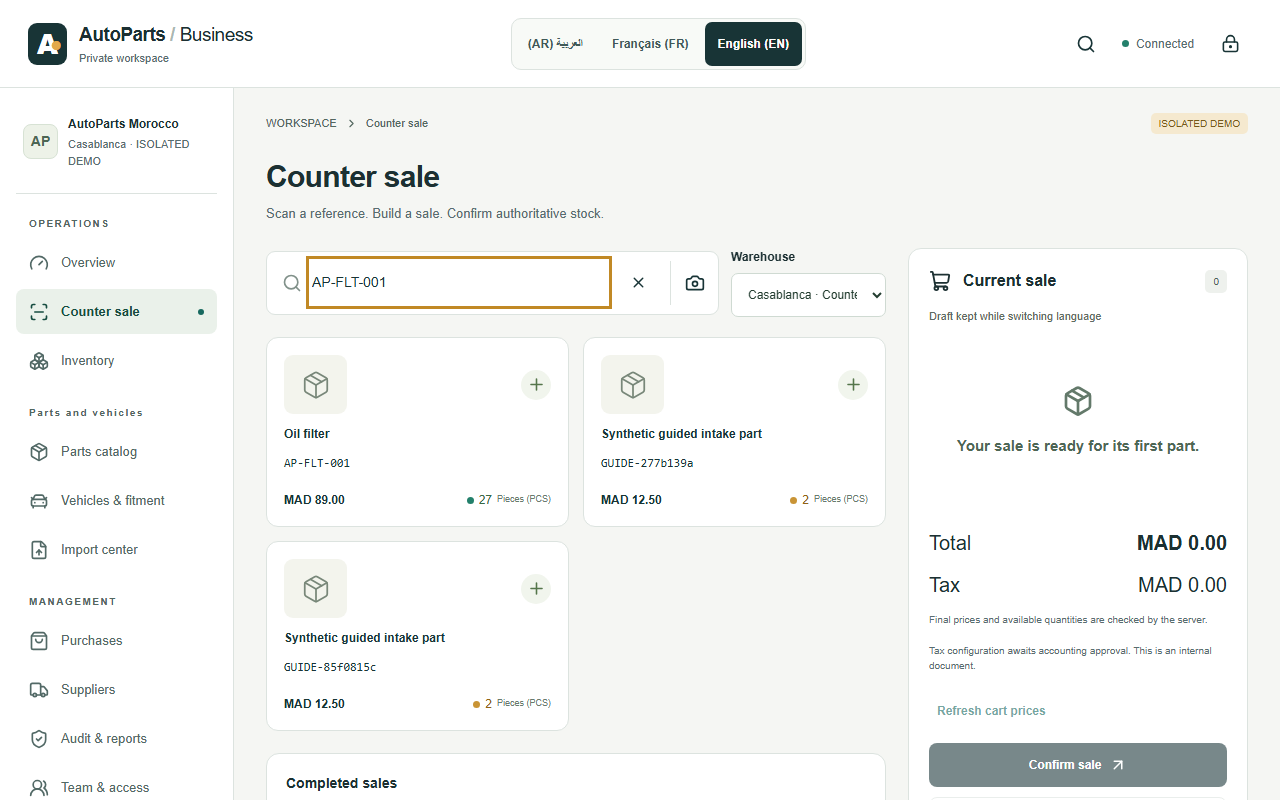 AutoParts / Business
Private workspace
العربية (AR)
Français (FR)
English (EN)
Connected
AP
AutoParts Morocco
Casablanca · ISOLATED
DEMO
OPERATIONS
Overview
Counter sale
Inventory
Parts and vehicles
Parts catalog
Vehicles & fitment
Import center
MANAGEMENT
Purchases
Suppliers
Audit & reports
Team & access
WORKSPACE > Counter sale
ISOLATED DEMO
Counter sale
Scan a reference. Build a sale. Confirm authoritative stock.
AP-FLT-001
Warehouse
Casablanca · Counte
Oil filter
AP-FLT-001
MAD 89.00
27 Pieces (PCS)
Synthetic guided intake part
GUIDE-277b139a
MAD 12.50
2 Pieces (PCS)
Synthetic guided intake part
GUIDE-85f0815c
MAD 12.50
2 Pieces (PCS)
Completed sales
Current sale
0
Draft kept while switching language
Your sale is ready for its first part.
Total MAD 0.00
Tax MAD 0.00
Final prices and available quantities are checked by the server.
Tax configuration awaits accounting approval. This is an internal
document.
Refresh cart prices
Confirm sale